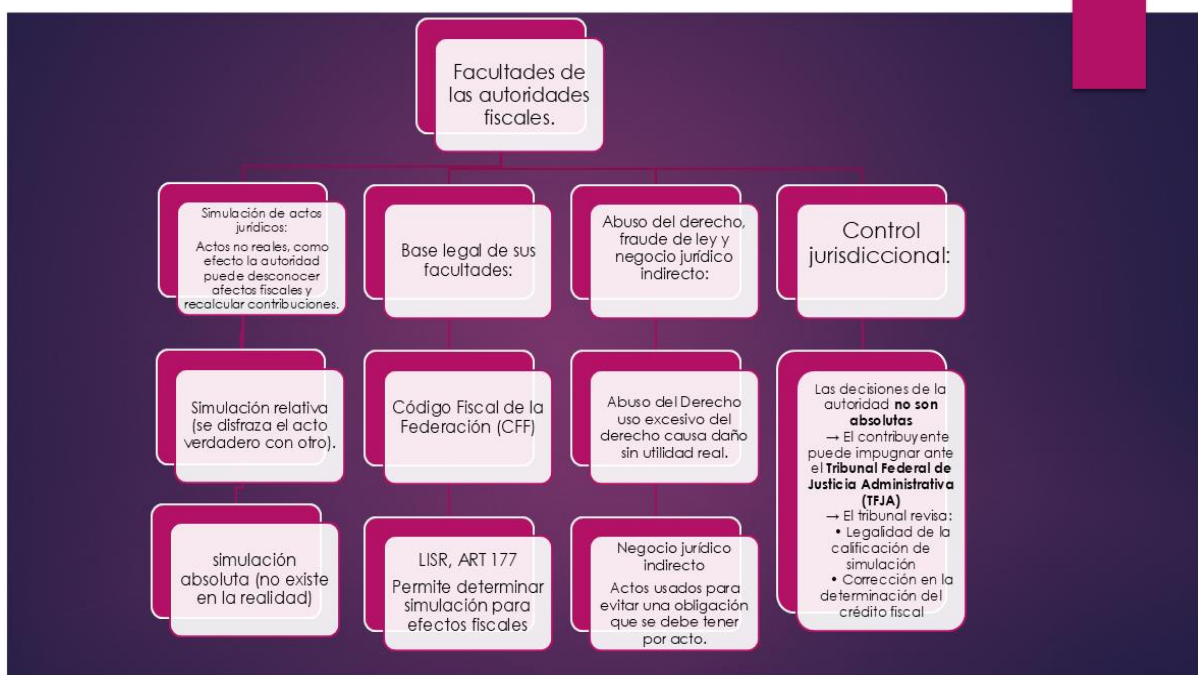 Facultades de
las autoridades
fiscales.
Simulación de actos
jurídicos:
Actos no reales, como
efecto la autoridad
puede desconocer
afectos fiscales y
recalcular contribuciones.
Simulación relativa
(se disfraza el acto
verdadero con otro).
simulación
absoluta (no existe
en la realidad)
Base legal de sus
facultades:
Código Fiscal de la
Federación (CFF)
LISR, ART 177
Permite determinar
simulación para
efectos fiscales
Abuso del derecho,
fraude de ley y
negocio jurídico
indirecto:
Abuso del Derecho
uso excesivo del
derecho causa daño
sin utilidad real.
Negocio jurídico
indirecto
Actos usados para
evitar una obligación
que se debe tener
por acto.
Control
jurisdiccional:
Las decisiones de la
autoridad no son
absolutas
→ El contribuyente
puede impugnar ante
el Tribunal Federal de
Justicia Administrativa
(TFJA)
→ El tribunal revisa:
• Legalidad de la
calificación de
simulación
• Corrección en la
determinación del
crédito fiscal